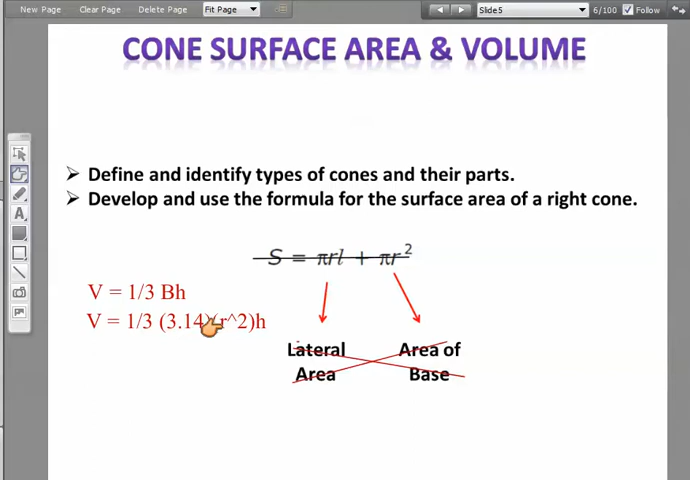 New Page Clear Page Delete Page Fit Page Slide5 6/100 Follow
CONE SURFACE AREA & VOLUME
➢ Define and identify types of cones and their parts.
➢ Develop and use the formula for the surface area of a right cone.
S = πrl + πr²
V = 1/3 Bh
V = 1/3 (3.14)(r^2)h
Lateral Area
Area of Base